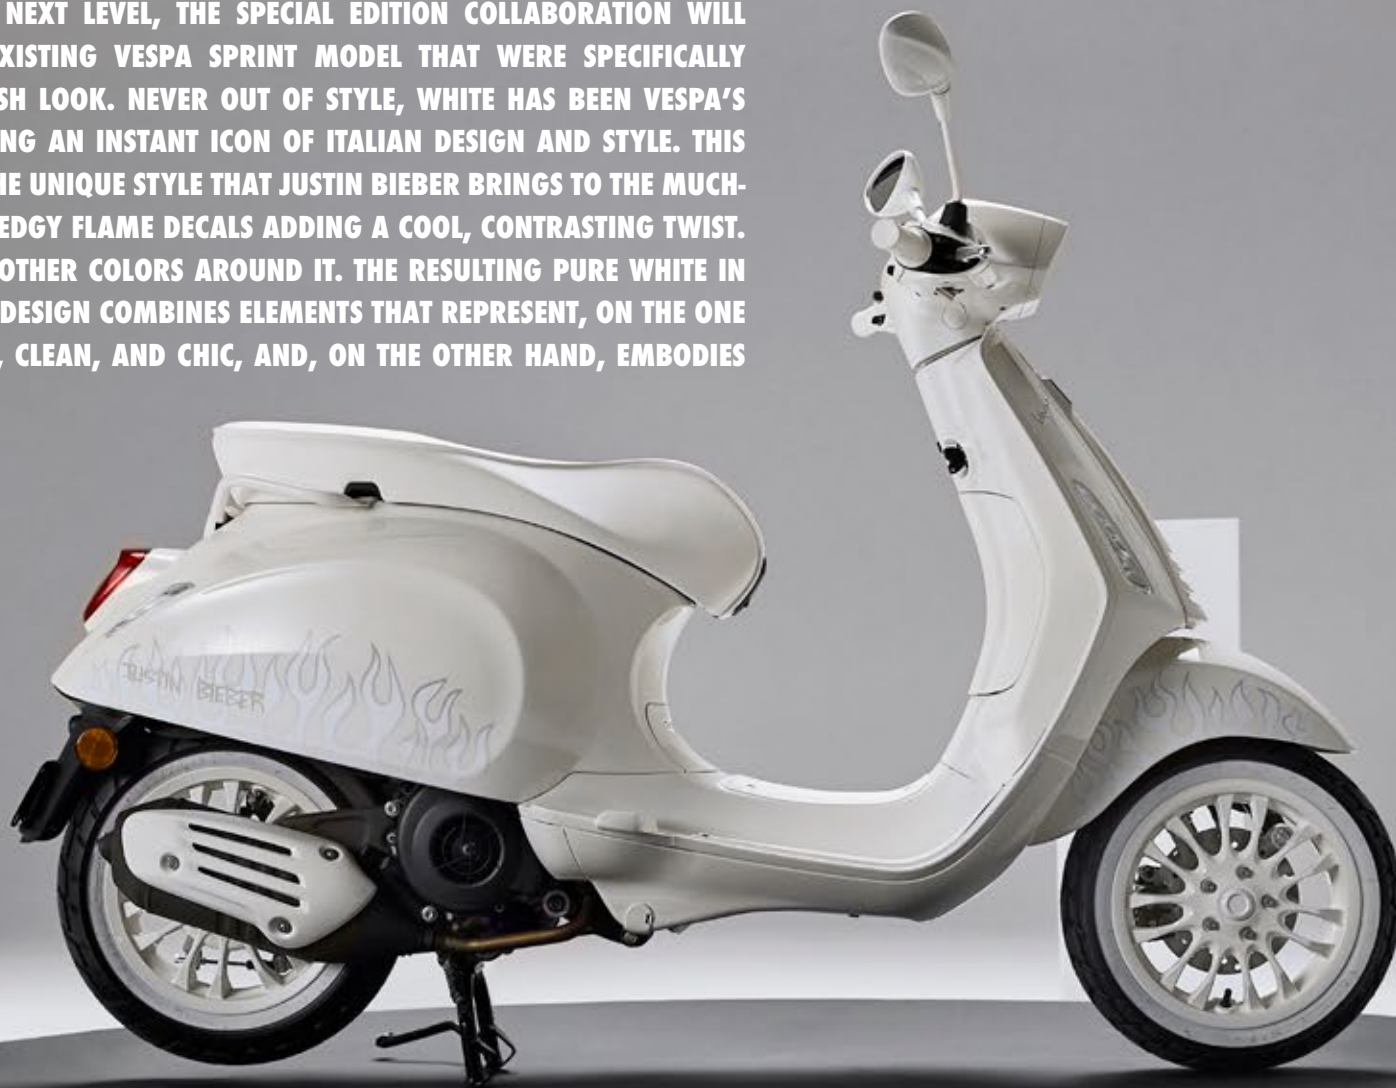 NEXT LEVEL, THE SPECIAL EDITION COLLABORATION WILL
XISTING VESPA SPRINT MODEL THAT WERE SPECIFICALLY
SH LOOK. NEVER OUT OF STYLE, WHITE HAS BEEN VESPA’S
NG AN INSTANT ICON OF ITALIAN DESIGN AND STYLE. THIS
HE UNIQUE STYLE THAT JUSTIN BIEBER BRINGS TO THE MUCH-
EDGY FLAME DECALS ADDING A COOL, CONTRASTING TWIST.
OTHER COLORS AROUND IT. THE RESULTING PURE WHITE IN
DESIGN COMBINES ELEMENTS THAT REPRESENT, ON THE ONE
, CLEAN, AND CHIC, AND, ON THE OTHER HAND, EMBODIES
JUSTIN BIEBER